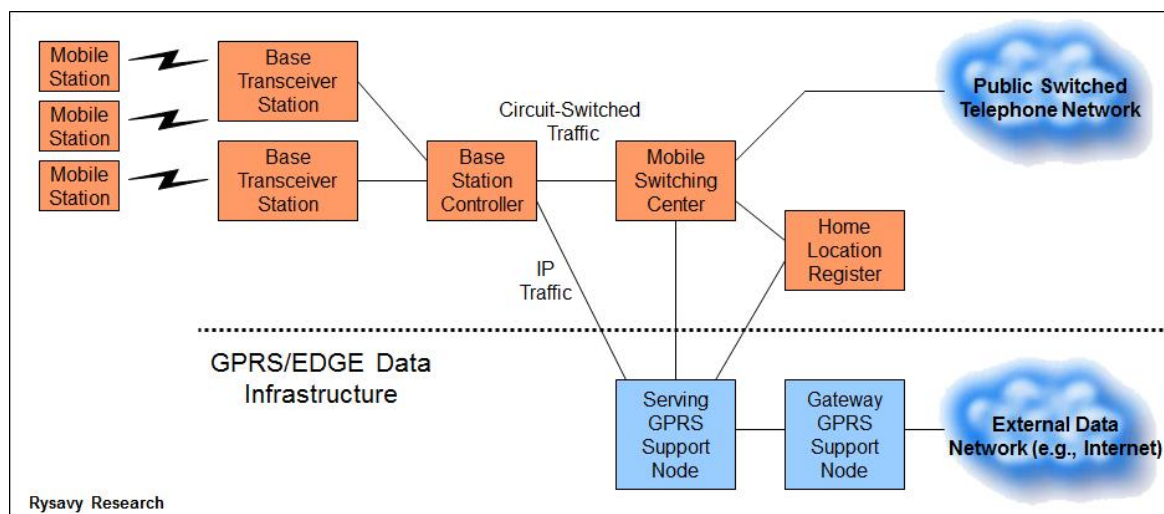 Mobile
Station
Mobile
Station
Mobile
Station
Base
Transceiver
Station
Base
Transceiver
Station
Base
Station
Controller
Circuit-Switched
Traffic
Mobile
Switching
Center
Public Switched
Telephone Network
Home
Location
Register
IP
Traffic
GPRS/EDGE Data
Infrastructure
Serving
GPRS
Support
Node
Gateway
GPRS
Support
Node
External Data
Network (e.g., Internet)
Rysavy Research